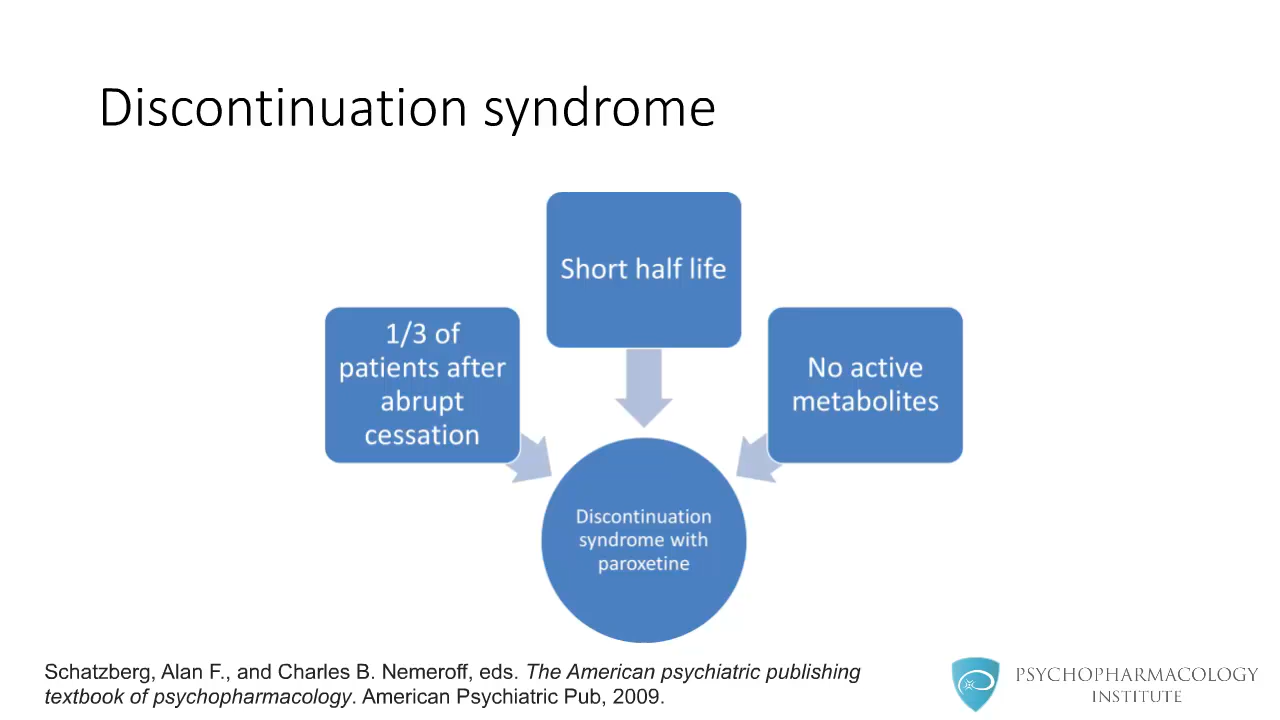 Discontinuation syndrome
Short half life
1/3 of
patients after
abrupt
cessation
No active
metabolites
Discontinuation
syndrome with
paroxetine
Schatzberg, Alan F., and Charles B. Nemeroff, eds. The American psychiatric publishing
textbook of psychopharmacology. American Psychiatric Pub, 2009.
PSYCHOPHARMACOLOGY
INSTITUTE